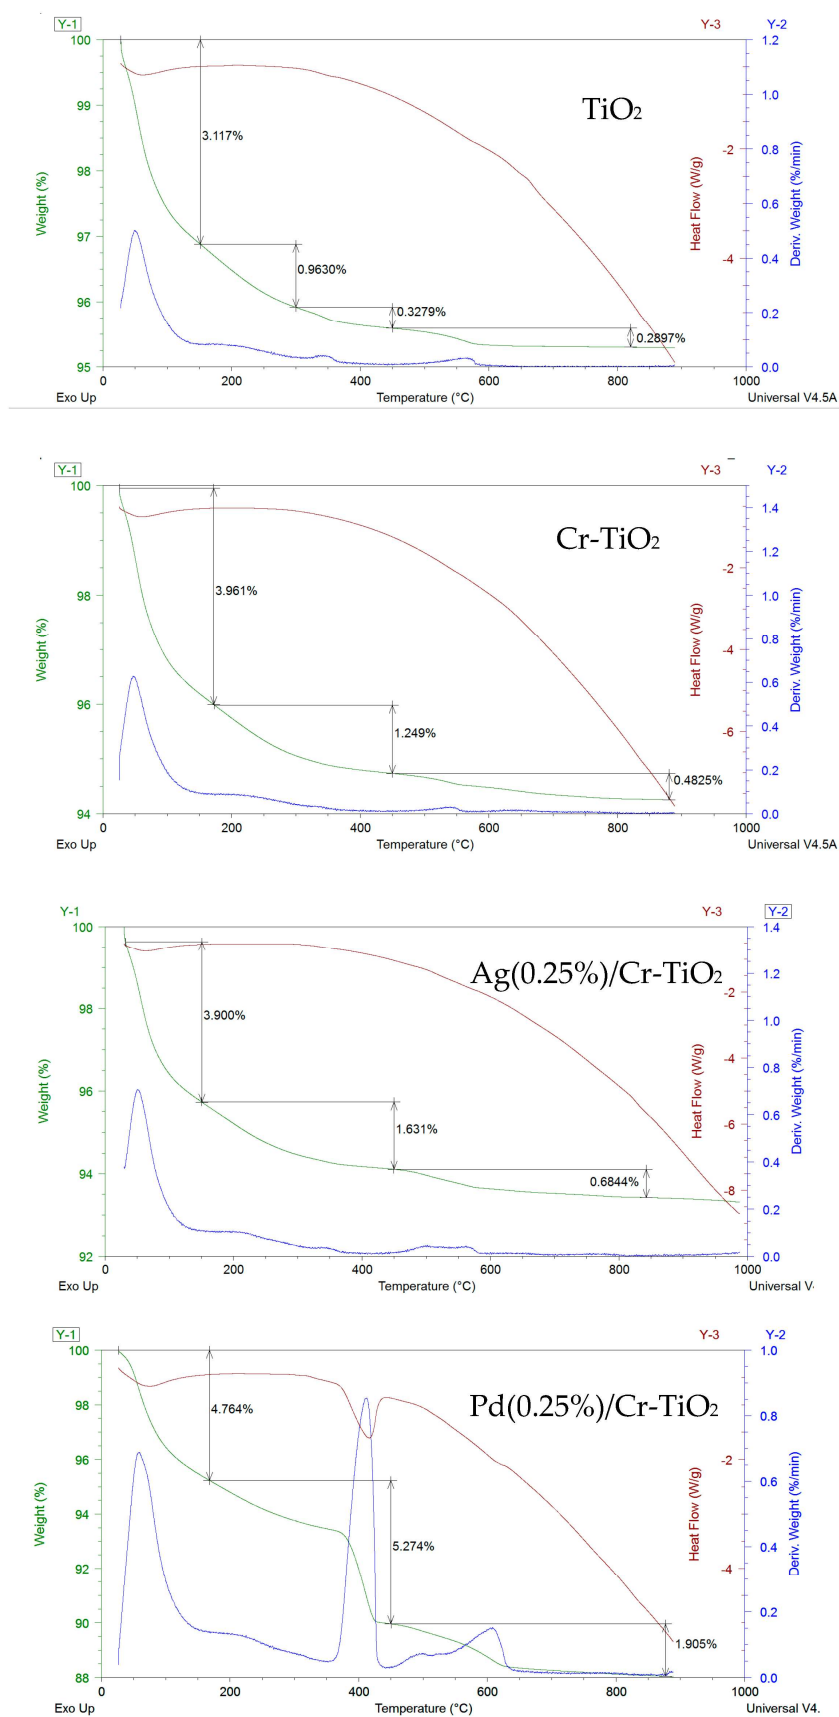 Y-1 Y-3 Y-2
100 1.2
99 1.0
TiO2
3.117% 98 -2 0.8
Weight (%) Heat Flow (W/g) Deriv. Weight (%/min)
0.6
97 0.9630% -4 0.4
96 0.3279% 0.2
0.2897%
95 0.0
0 200 400 600 800 1000
Exo Up Temperature (°C) Universal V4.5A
Y-1 Y-3 Y-2
100
1.4
Cr-TiO2
98 -2 1.2
3.961% 1.0
Weight (%) -4 Heat Flow (W/g) 0.8 Deriv. Weight (%/min)
96 -6 0.6
1.249% 0.4
0.4825% 0.2
94 0.0
0 200 400 600 800 1000
Exo Up Temperature (°C) Universal V4.5A
Y-1 Y-3 Y-2
100 1.4
Ag(0.25%)/Cr-TiO2 1.2
98 -2 1.0
3.900%
Weight (%) -4 Heat Flow (W/g) 0.8 Deriv. Weight (%/min)
96 -6 0.6
1.631% 0.4
94 0.6844% -8 0.2
92 0.0
0 200 400 600 800 1000
Exo Up Temperature (°C) Universal V4
Y-1 Y-3 Y-2
100 1.0
98 Pd(0.25%)/Cr-TiO2 0.8
4.764%
96 -2 0.6
Weight (%) Heat Flow (W/g) Deriv. Weight (%/min)
94 0.4
5.274%
92 -4
90 0.2
1.905%
88 0.0
0 200 400 600 800 1000
Exo Up Temperature (°C) Universal V4.